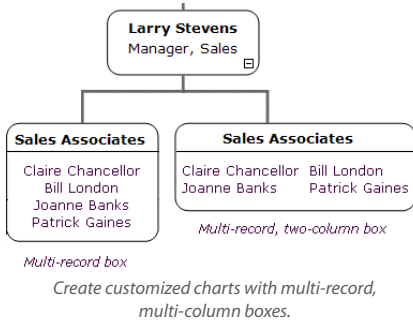 Larry Stevens
Manager, Sales
Sales Associates
Claire Chancellor
Bill London
Joanne Banks
Patrick Gaines
Multi-record box
Sales Associates
Claire Chancellor Bill London
Joanne Banks Patrick Gaines
Multi-record, two-column box
Create customized charts with multi-record,
multi-column boxes.